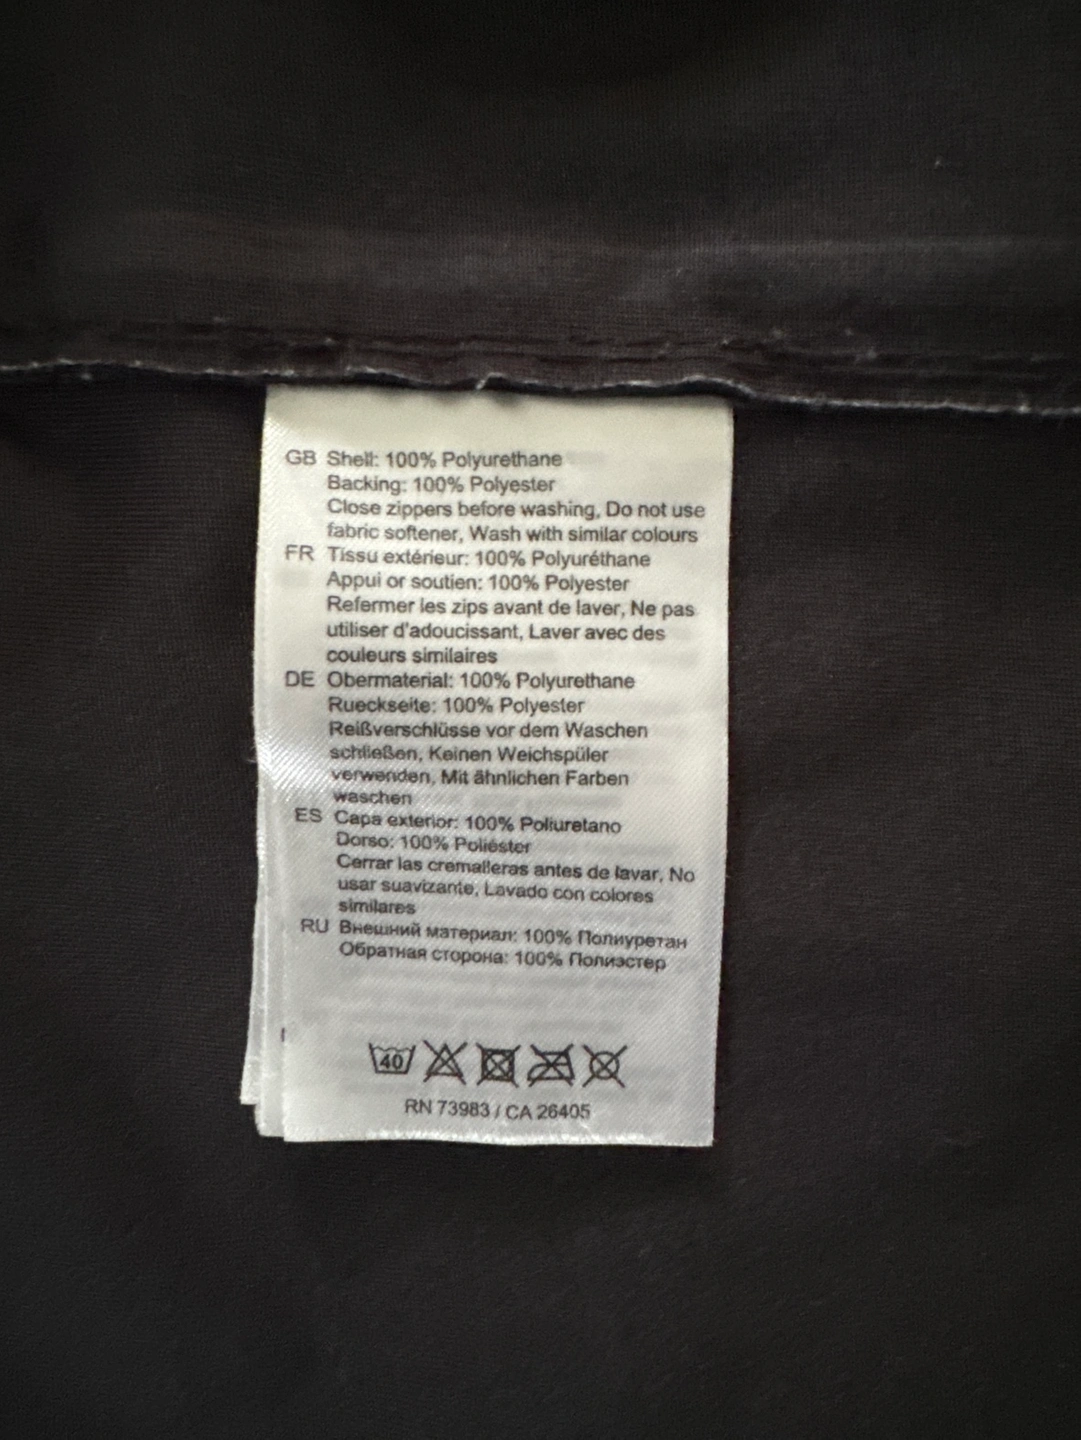 GB Shell: 100% Polyurethane
Backing: 100% Polyester
Close zippers before washing, Do not use
fabric softener, Wash with similar colours
FR Tissu extérieur: 100% Polyuréthane
Appui or soutien: 100% Polyester
Refermer les zips avant de laver, Ne pas
utiliser d'adoucissant, Laver avec des
couleurs similaires
DE Obermaterial: 100% Polyurethane
Rueckseite: 100% Polyester
Reißverschlüsse vor dem Waschen
schließen, Keinen Weichspüler
verwenden, Mit ähnlichen Farben
waschen
ES Capa exterior: 100% Poliuretano
Dorso: 100% Poliéster
Cerrar las cremalleras antes de lavar, No
usar suavizante, Lavado con colores
similares
RU Внешний материал: 100% Полиуретан
Обратная сторона: 100% Полиэстер
40
RN 73983 / CA 26405